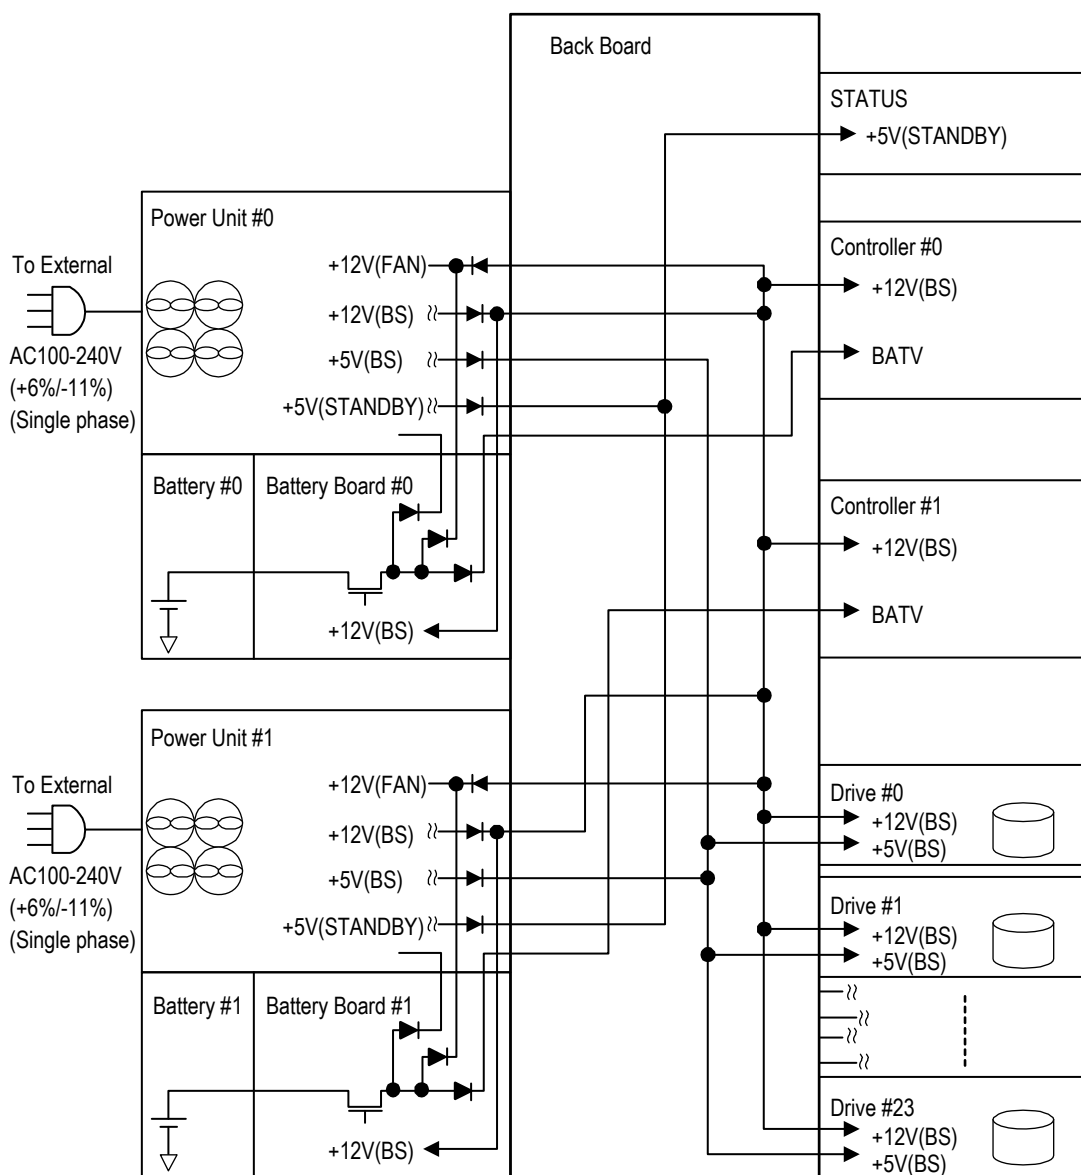 Back Board
STATUS
+5V(STANDBY)
Power Unit #0
To External
AC100-240V
(+6%/-11%)
(Single phase)
+12V(FAN)
+12V(BS)
+5V(BS)
+5V(STANDBY)
Controller #0
+12V(BS)
BATV
Battery #0
Battery Board #0
+12V(BS)
Controller #1
+12V(BS)
BATV
Power Unit #1
To External
AC100-240V
(+6%/-11%)
(Single phase)
+12V(FAN)
+12V(BS)
+5V(BS)
+5V(STANDBY)
Drive #0
+12V(BS)
+5V(BS)
Drive #1
+12V(BS)
+5V(BS)
Battery #1
Battery Board #1
+12V(BS)
Drive #23
+12V(BS)
+5V(BS)